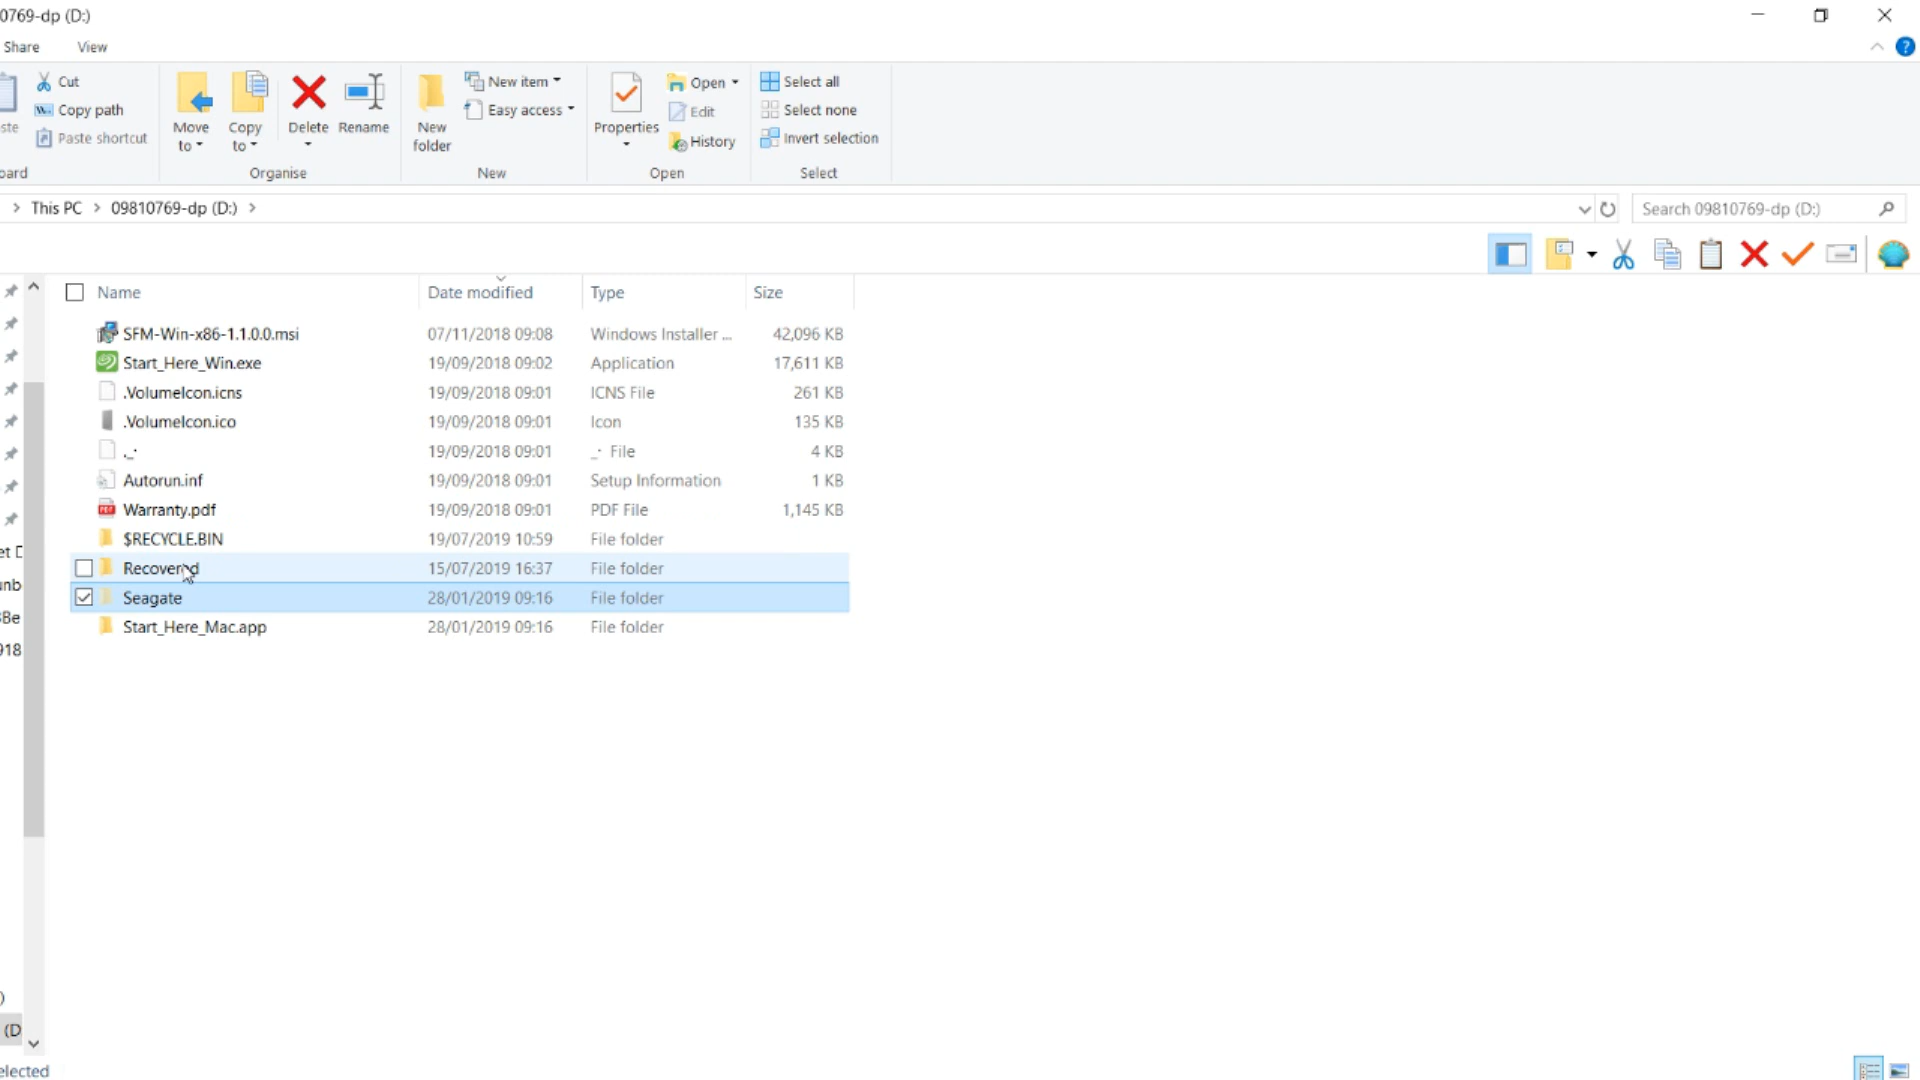 0769-dp (D:)
Share View
Cut
Copy path
Paste shortcut
ste
oard
Move to
Copy to
Delete
Rename
Organise
New folder
New item
Easy access
New
Properties
Open
Edit
History
Open
Select all
Select none
Invert selection
Select
> This PC > 09810769-dp (D:) >
Search 09810769-dp (D:)
Name Date modified Type Size
SFM-Win-x86-1.1.0.0.msi 07/11/2018 09:08 Windows Installer ... 42,096 KB
Start_Here_Win.exe 19/09/2018 09:02 Application 17,611 KB
.VolumeIcon.icns 19/09/2018 09:01 ICNS File 261 KB
.VolumeIcon.ico 19/09/2018 09:01 Icon 135 KB
._. 19/09/2018 09:01 _. File 4 KB
Autorun.inf 19/09/2018 09:01 Setup Information 1 KB
Warranty.pdf 19/09/2018 09:01 PDF File 1,145 KB
$RECYCLE.BIN 19/07/2019 10:59 File folder
Recovered 15/07/2019 16:37 File folder
Seagate 28/01/2019 09:16 File folder
Start_Here_Mac.app 28/01/2019 09:16 File folder
et
unb
Be
918
)
(D
elected